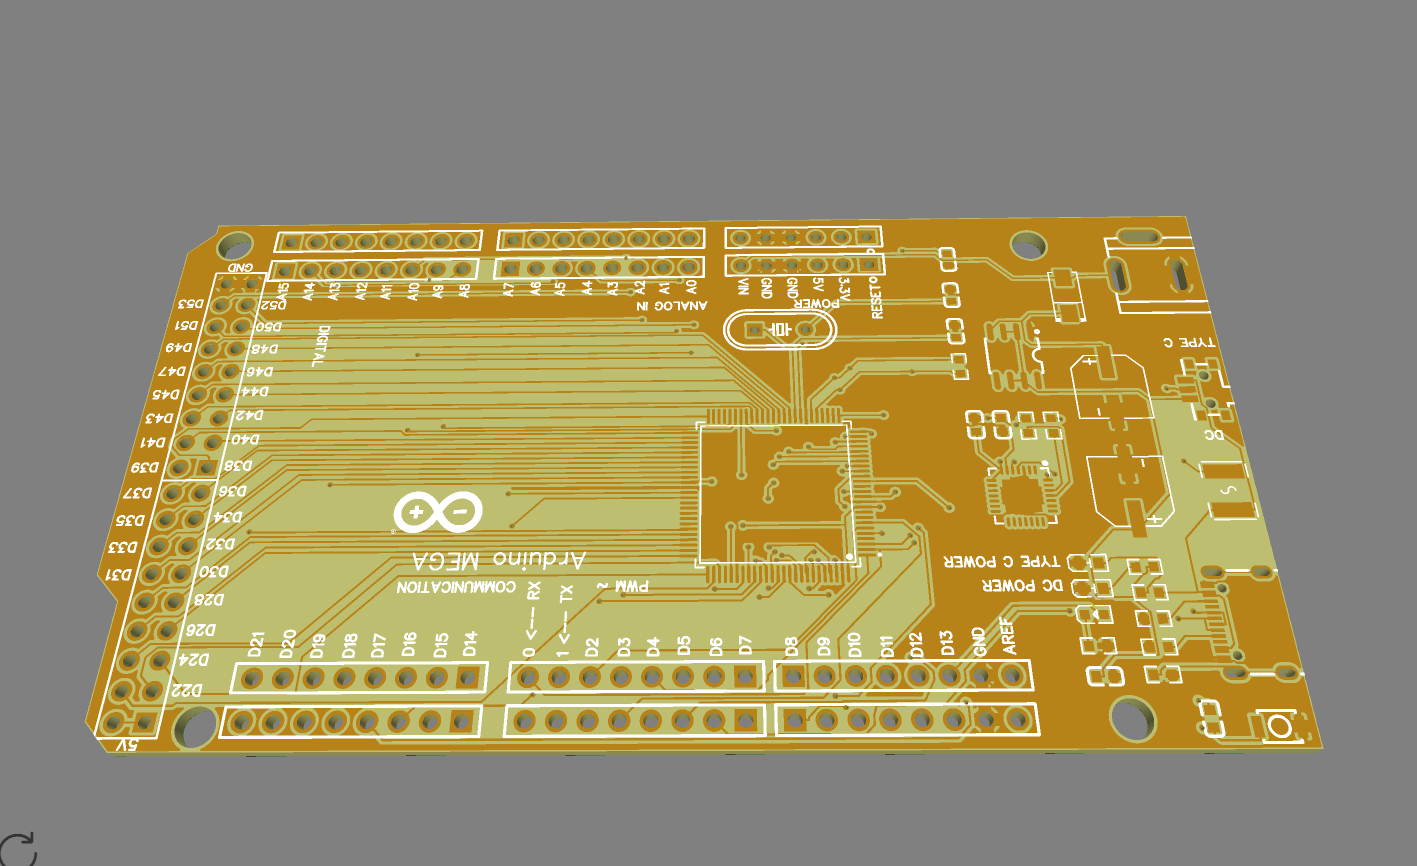 GND
D53 D52
D51 D50
D49 D48
D47 D46
D45 D44
D43 D42
D41 D40
D39 D38
D37 D36
D35 D34
D33 D32
D31 D30
D28
D26
D24
D22
5V
DIGITAL
A15 A14 A13 A12 A11 A10 A9 A8
A7 A6 A5 A4 A3 A2 A1 A0
ANALOG IN
VIN GND GND 5V 3.3V RESET
POWER
TYPE C
DC
Arduino MEGA
COMMUNICATION
PWM ~
TYPE C POWER
DC POWER
D21 D20 D19 D18 D17 D16 D15 D14
0 <--- RX
1 <--- TX
D2 D3 D4 D5 D6 D7
D8 D9 D10 D11 D12 D13 GND AREF